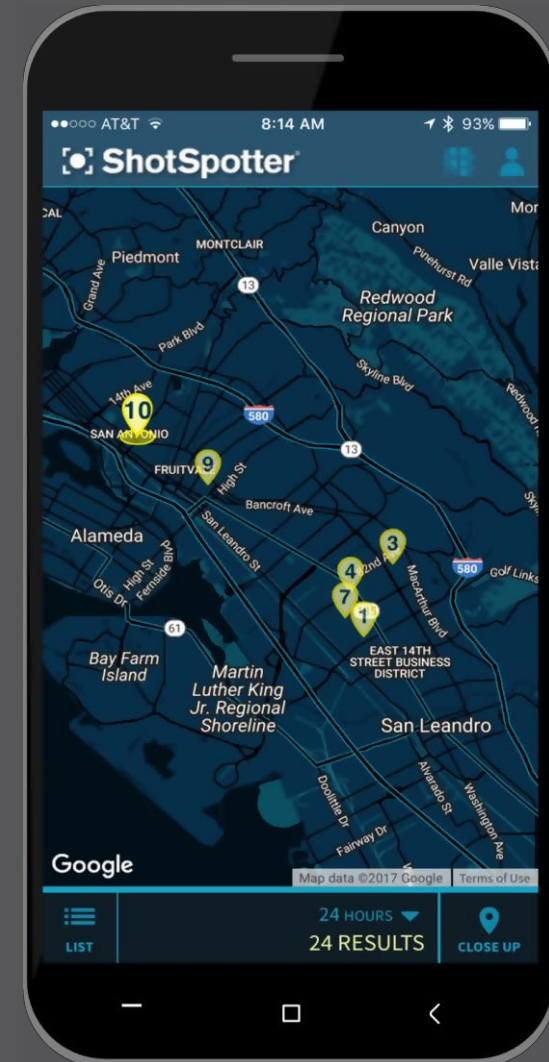 AT&T 8:14 AM 93%
ShotSpotter
Mor
CAL
Canyon
MONTCLAIR
Piedmont
Pinehurst Rd
Valle Vista
Grand Ave
13
Redwood
Regional Park
Park Blvd
Skyline Blvd
14th Ave
10
580
SAN ANTONIO
13
FRUITVALE
9
High St
Bancroft Ave
San Leandro St
Alameda
3
4
580
Golf Links
High St
Fernside Blvd
Otis Dr
7
1
MacArthur Blvd
61
EAST 14TH
STREET BUSINESS
DISTRICT
Bay Farm
Island
Martin
Luther King
Jr. Regional
Shoreline
San Leandro
Doolittle Dr
Alvarado St
Washington Ave
Fairway Dr
Google
Map data ©2017 Google
Terms of Use
24 HOURS
LIST
24 RESULTS
CLOSE UP